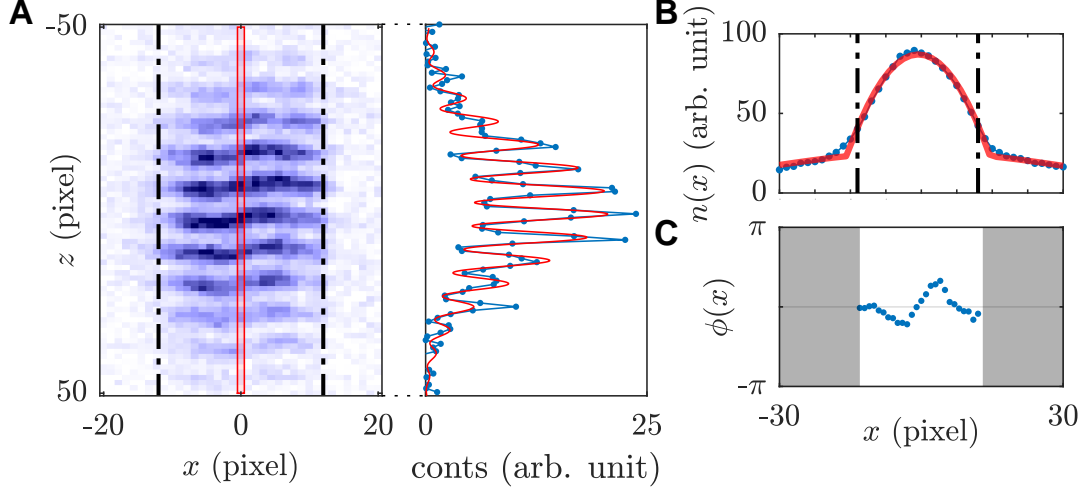 A
-50
z (pixel)
50
-20
0
20
x (pixel)
0
25
conts (arb. unit)
B
100
50
0
n(x) (arb. unit)
C
π
ϕ(x)
-π
-30
30
x (pixel)